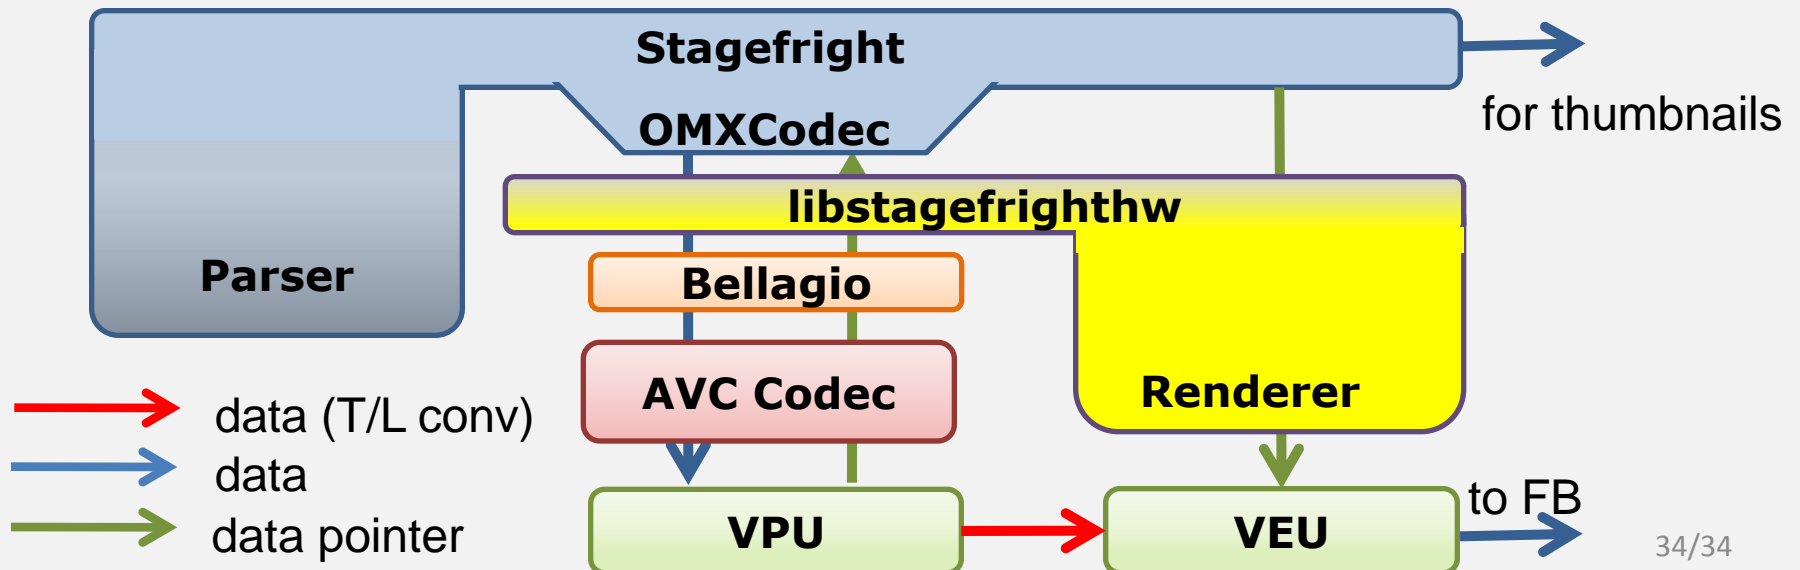 Stagefright
for thumbnails
OMXCodec
libstagefrighthw
Parser
Bellagio
AVC Codec
Renderer
data (T/L conv)
data
data pointer
VPU
VEU
to FB
34/34